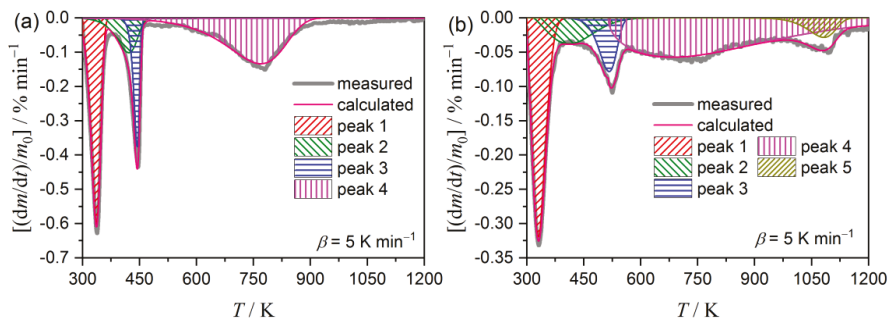 (a)
0.0
-0.1
-0.2
-0.3
-0.4
-0.5
-0.6
-0.7
[(dm/dt)/m₀] / % min⁻¹
measured
calculated
peak 1
peak 2
peak 3
peak 4
β = 5 K min⁻¹
300 450 600 750 900 1050 1200
T / K
(b)
0.00
-0.05
-0.10
-0.15
-0.20
-0.25
-0.30
-0.35
[(dm/dt)/m₀] / % min⁻¹
measured
calculated
peak 1 peak 4
peak 2 peak 5
peak 3
β = 5 K min⁻¹
300 450 600 750 900 1050 1200
T / K